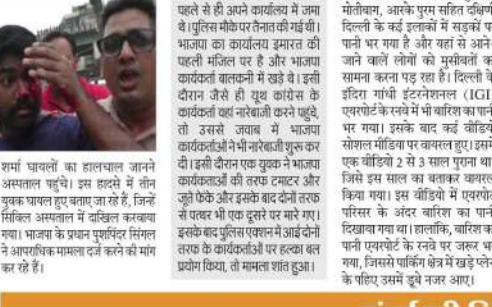 शर्मा घायलों का हालचाल जानने
अस्पताल पहुंचे। इस हादसे में तीन
युवक घायल हुए बताए जा रहे हैं, जिन्हें
सिविल अस्पताल में दाखिल करवाया
गया। भाजपा के प्रधान पुशपिंदर सिंगल
ने आपराधिक मामला दर्ज करने की मांग
कर रहे हैं।
पहले से ही अपने कार्यालय में जमा
थे। पुलिस मौके पर तैनात की गई थी।
भाजपा का कार्यालय इमारत की
पहली मंजिल पर है और भाजपा
कार्यकर्ता बालकनी में खड़े थे। इसी
दौरान जैसे ही यूथ कांग्रेस के
कार्यकर्ता वहां नारेबाजी करने पहुंचे,
तो उससे जवाब में भाजपा
कार्यकर्ताओं ने भी नारेबाजी शुरू कर
दी। इसी दौरान एक युवक ने भाजपा
कार्यकताओं की तरफ टमाटर और
जूते फेंके और इसके बाद दोनों तरफ
से पत्थर भी एक दूसरे पर मारे गए।
इसके बाद पुलिस एक्शन में आई दोनों
तरफ के कार्यकर्ताओं पर हल्का बल
प्रयोग किया, तो मामला शांत हुआ।
मोतीबाग, आरके पुरम सहित दक्षिणी
दिल्ली के कई इलाकों में सड़कों प
पानी भर गया है और यहां से आने
जाने वालें लोगों को मुसीबतों क
सामना करना पड़ रहा है। दिल्ली के
इंदिरा गांधी इंटरनेशनल (IGI
एयरपोर्ट के रनवे में भी बारिश का पानी
भर गया। इसके बाद कई वीडियो
सोशल मीडिया पर वायरल हुए। इसमें
एक वीडियो 2 से 3 साल पुराना था
जिसे इस साल का बताकर वायरल
किया गया। इस वीडियो में एयरपोर्ट
परिसर के अंदर बारिश का पानी
दिखाया गया था। हालांकि, बारिश क
पानी एयरपोर्ट के रनवे पर जरूर भ
गया, जिससे पार्किंग क्षेत्र में खड़े प्लेन
के पहिए उसमें डूबे नजर आए।